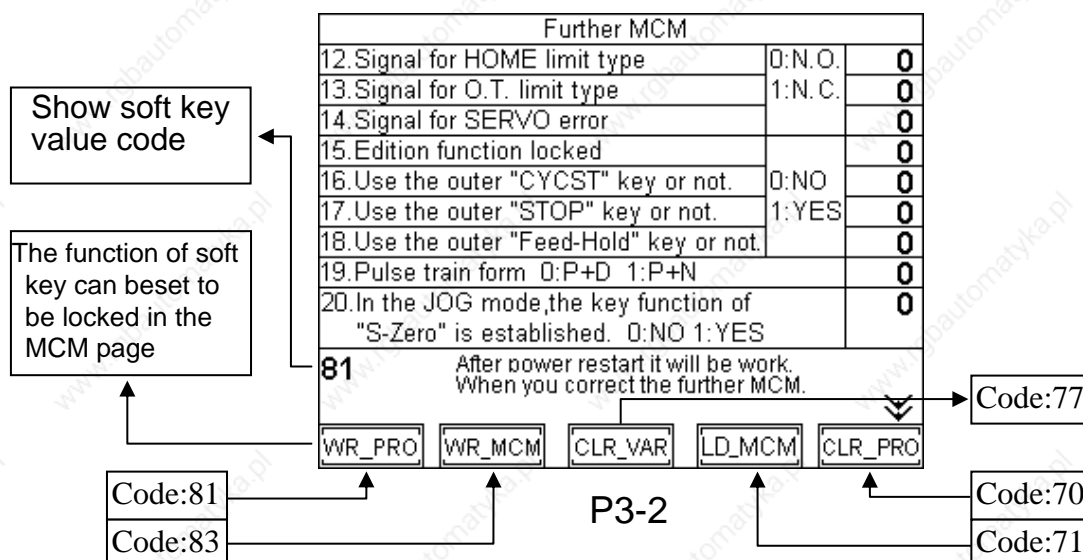 Further MCM
12.Signal for HOME limit type 0:N.O. 0
13.Signal for O.T. limit type 1:N.C. 0
14.Signal for SERVO error 0
15.Edition function locked 0
16.Use the outer "CYCST" key or not. 0:NO 0
17.Use the outer "STOP" key or not. 1:YES 0
18.Use the outer "Feed-Hold" key or not. 0
19.Pulse train form 0:P+D 1:P+N 0
20.In the JOG mode,the key function of 0
"S-Zero" is established. 0:NO 1:YES
81
After power restart it will be work.
When you correct the further MCM.
WR_PRO WR_MCM CLR_VAR LD_MCM CLR_PRO
Show soft key
value code
The function of soft
key can beset to
be locked in the
MCM page
Code:77
Code:81
Code:83
P3-2
Code:70
Code:71
www.rgbautomatyka.pl